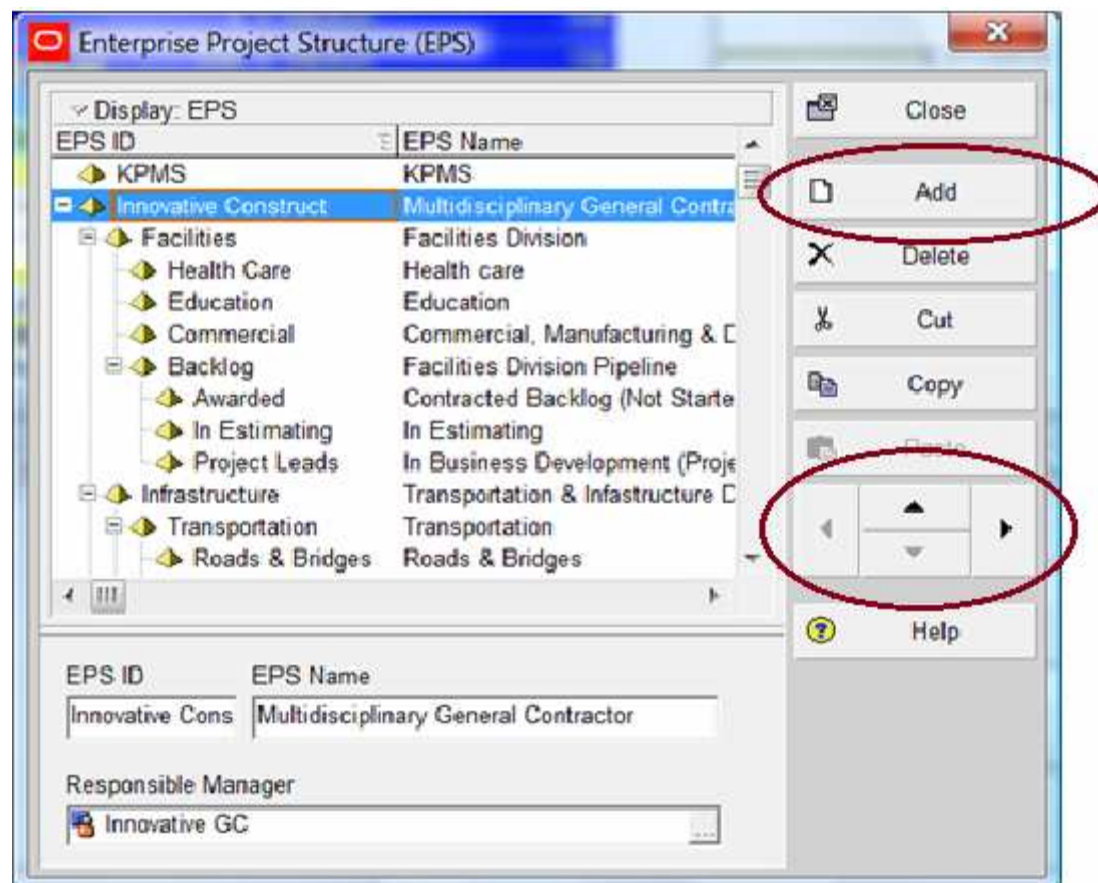 Enterprise Project Structure (EPS)
Display: EPS
EPS ID EPS Name
KPMS KPMS
Innovative Construct Multidisciplinary General Contra
Facilities Facilities Division
Health Care Health care
Education Education
Commercial Commercial, Manufacturing & D
Backlog Facilities Division Pipeline
Awarded Contracted Backlog (Not Starte
In Estimating In Estimating
Project Leads In Business Development (Proje
Infrastructure Transportation & Infastructure D
Transportation Transportation
Roads & Bridges Roads & Bridges
Close
Add
Delete
Cut
Copy
Paste
Help
EPS ID EPS Name
Innovative Cons Multidisciplinary General Contractor
Responsible Manager
Innovative GC
...